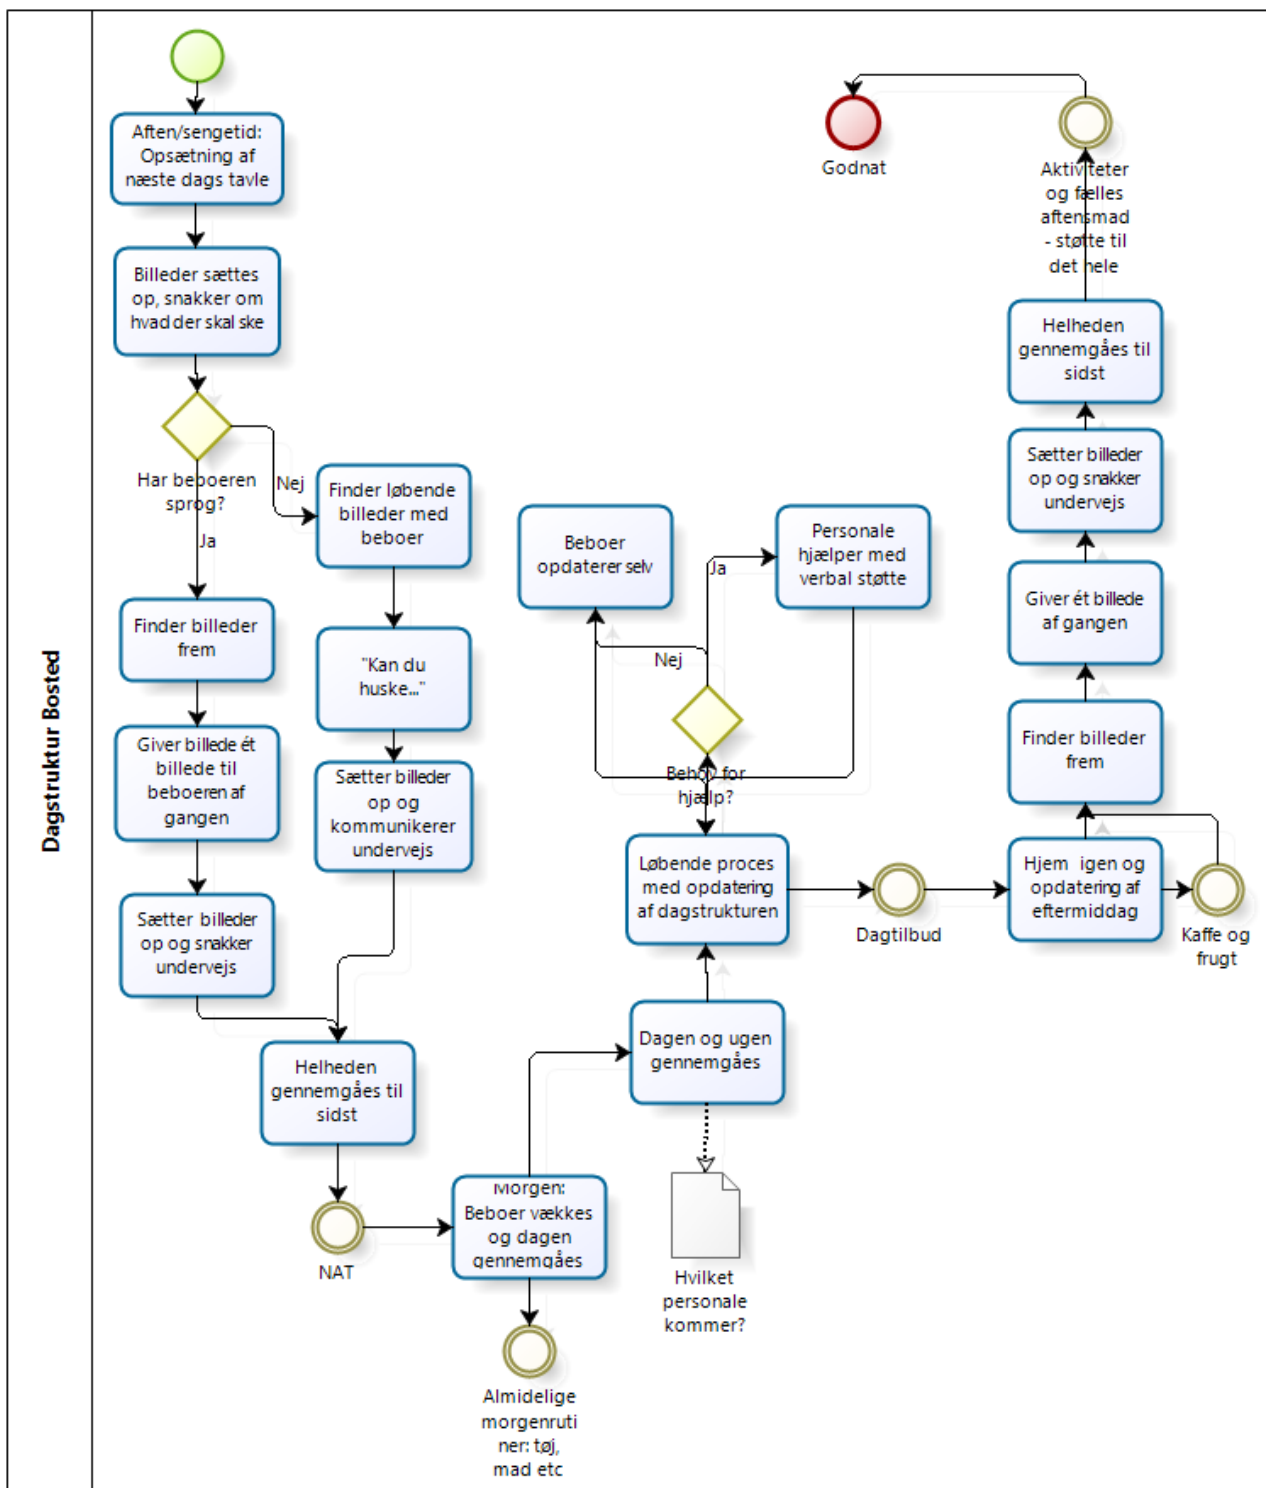 Dagstruktur Bosted
Aften/sengetid:
Opsætning af
næste dags tavle
Billeder sættes
op, snakker om
hvad der skal ske
Har beboeren
sprog?
Nej
Ja
Finder løbende
billeder med
beboer
Finder billeder
frem
"Kan du
huske..."
Giver billede ét
billede til
beboeren af
gangen
Sætter billeder
op og
kommunikerer
undervejs
Sætter billeder
op og snakker
undervejs
Helheden
gennemgåes til
sidst
NAT
Morgen:
Beboer vækkes
og dagen
gennemgåes
Almidelige
morgenruti
ner: tøj,
mad etc
Dagen og ugen
gennemgåes
Hvilket
personale
kommer?
Løbende proces
med opdatering
af dagstrukturen
Behov for
hjælp?
Nej
Ja
Beboer
opdaterer selv
Personale
hjælper med
verbal støtte
Dagtilbud
Hjem igen og
opdatering af
eftermiddag
Kaffe og
frugt
Finder billeder
frem
Giver ét billede
af gangen
Sætter billeder
op og snakker
undervejs
Helheden
gennemgåes til
sidst
Aktiviteter
og fælles
aftensmad
- støtte til
det hele
Godnat